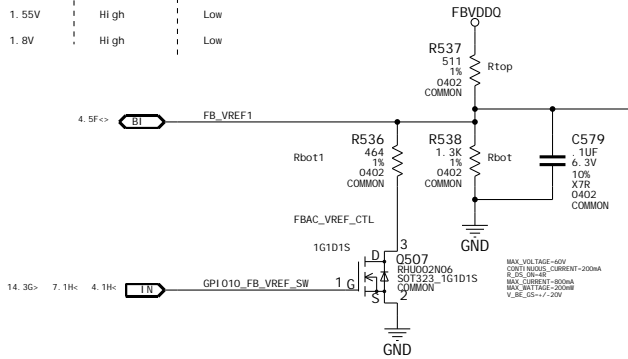 1.55V High Low
1.8V High Low
FBVDDQ
R537
511
1%
0402
COMMON
Rtop
4.5F<> BI FB_VREF1
R536
464
1%
0402
COMMON
Rbot1
R538
1.3K
1%
0402
COMMON
Rbot
C579
.1UF
6.3V
10%
X7R
0402
COMMON
FBAC_VREF_CTL
GND
1G1D1S
D 3
Q507
RHU002N06
SOT323_1G1D1S
COMMON
1 G
S 2
MAX_VOLTAGE=60V
CONTINUOUS_CURRENT=200mA
R_DS_ON=4R
MAX_CURRENT=800mA
MAX_WATTAGE=200mW
V_BE_GS=+/-20V
14.3G> 7.1H< 4.1H< IN GPIO10_FB_VREF_SW
GND